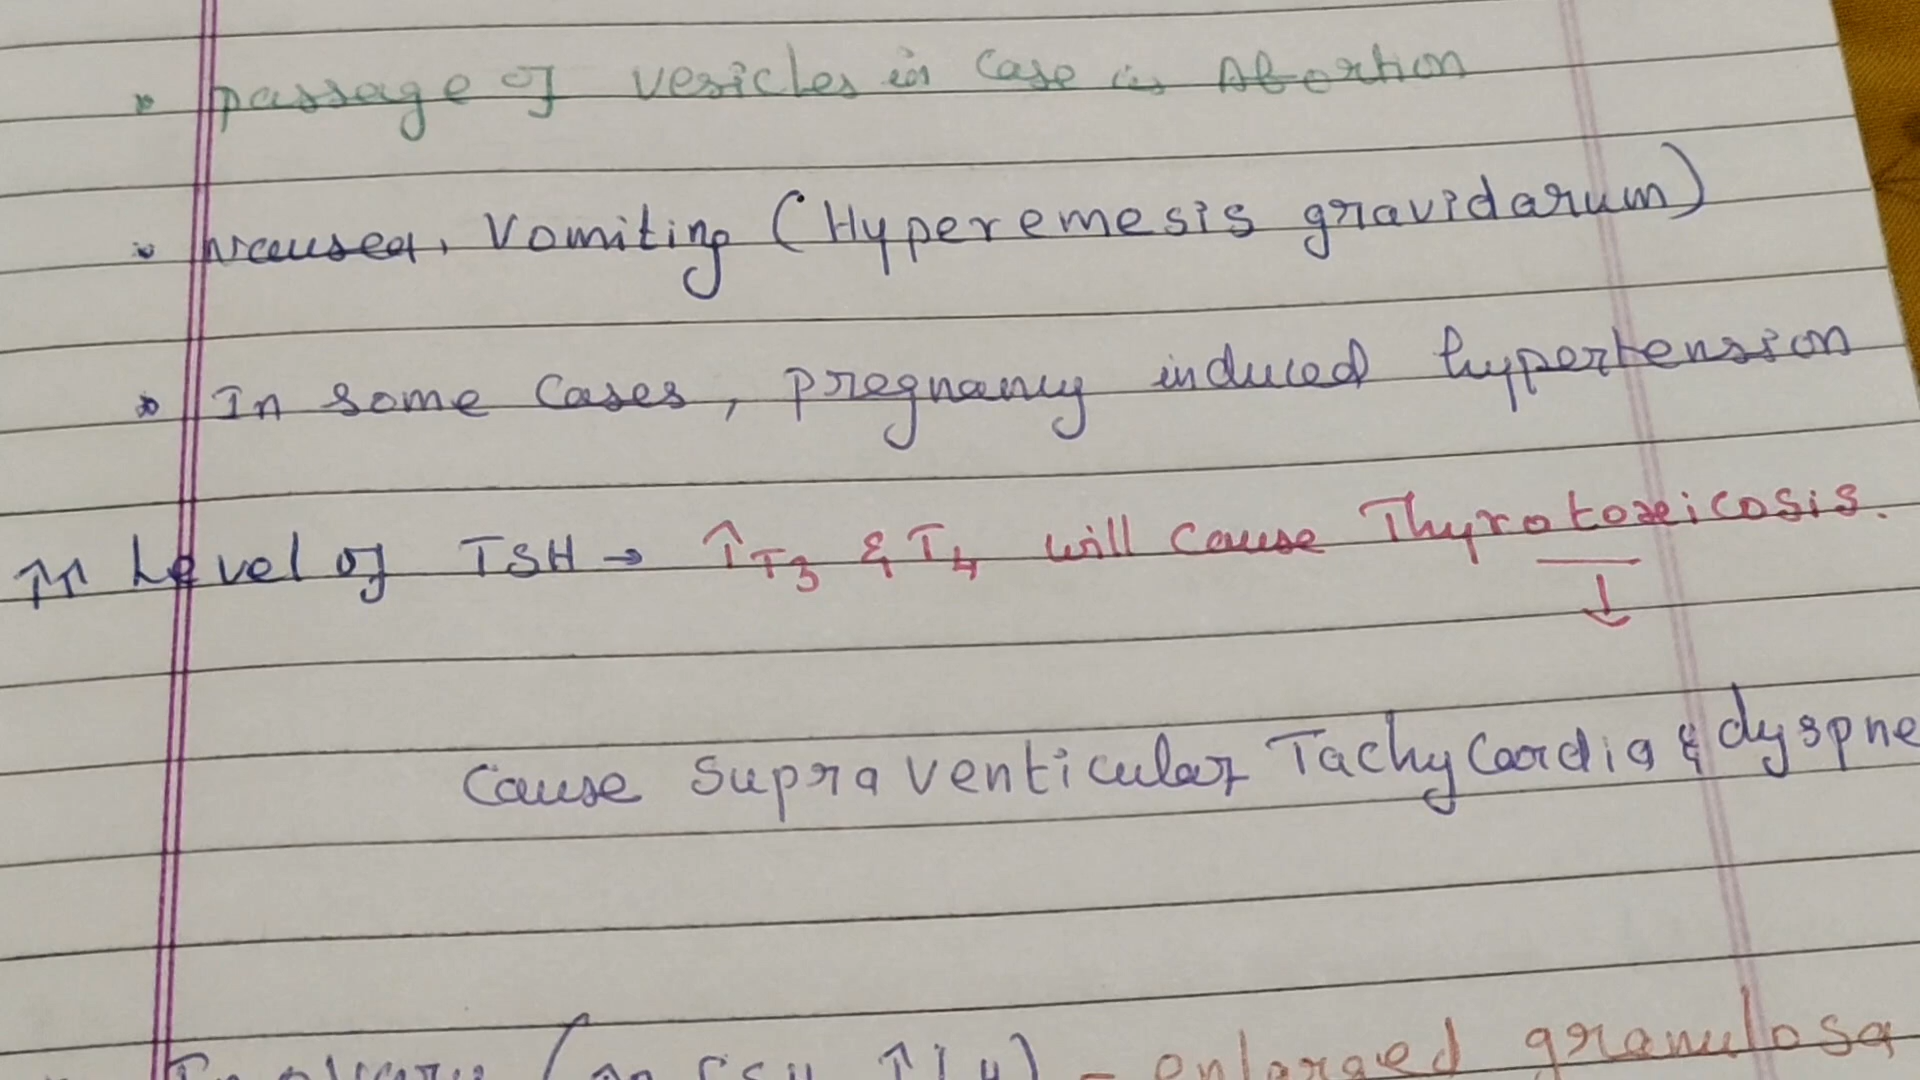 passage of vesicles in case is Abortion
Nausea, Vomiting (Hyperemesis gravidarum)
In some cases, pregnancy induced hypertension
↑↑ Level of TSH → ↑T3 & T4 will cause Thyrotoxicosis.
↓
Cause Supraventicular Tachycardia & dyspne
- enlarged granulosa